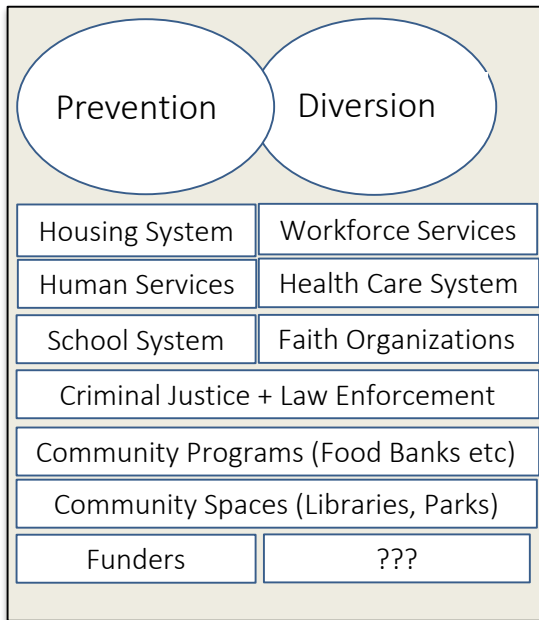 Prevention
Diversion
Housing System
Workforce Services
Human Services
Health Care System
School System
Faith Organizations
Criminal Justice + Law Enforcement
Community Programs (Food Banks etc)
Community Spaces (Libraries, Parks)
Funders
???